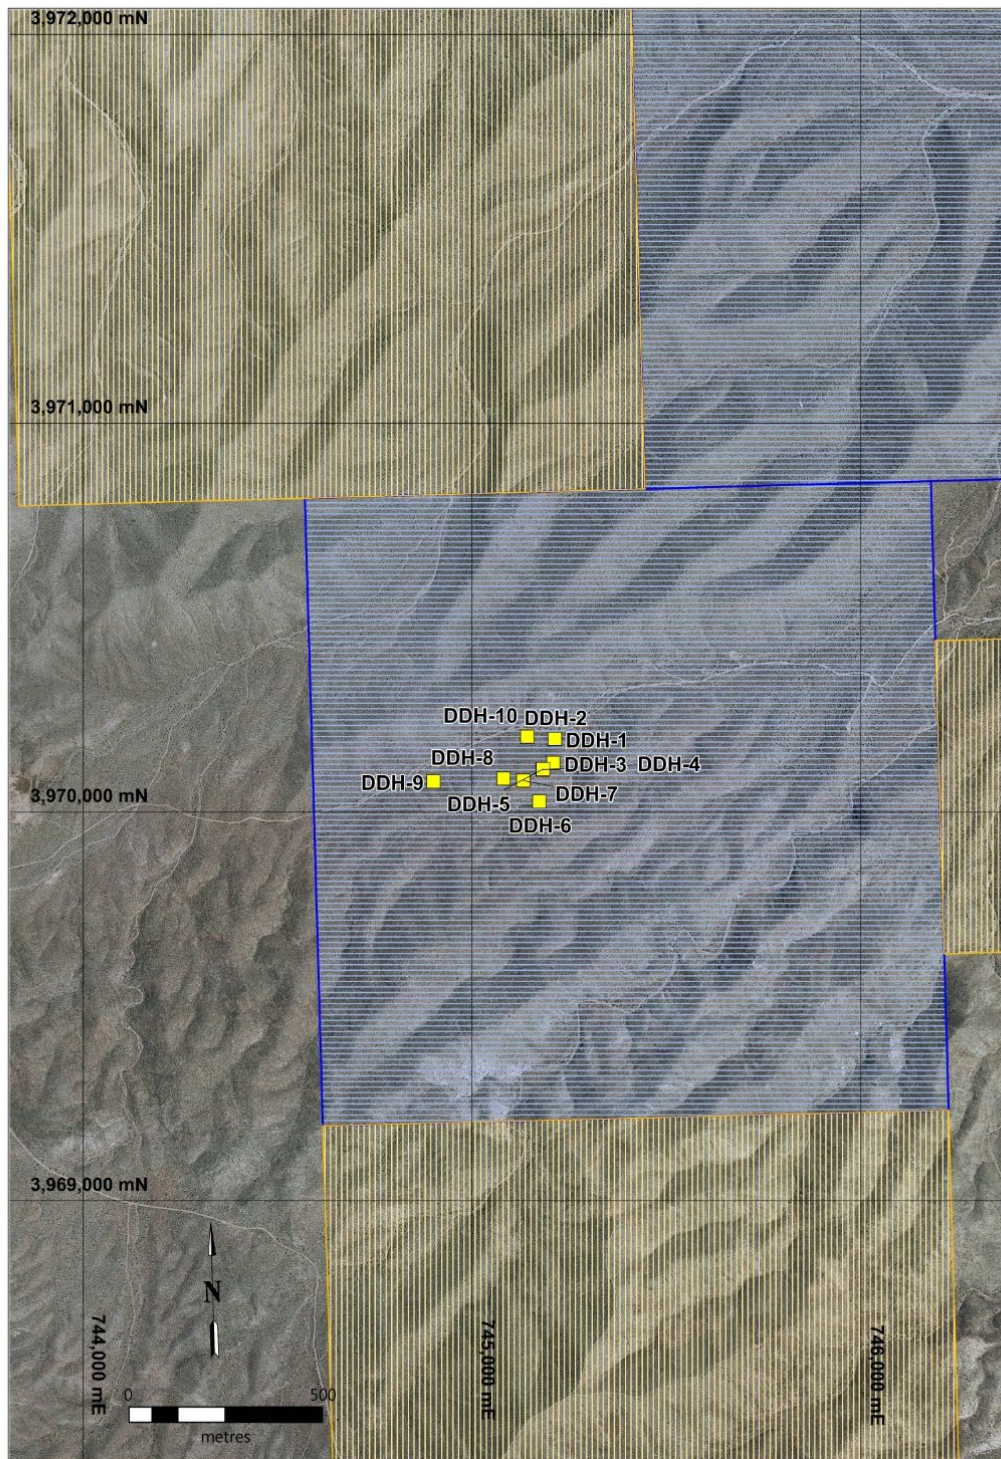 3,972,000 mN
3,971,000 mN
DDH-10 DDH-2
DDH-1
DDH-8
DDH-3 DDH-4
DDH-9
3,970,000 mN
DDH-5
DDH-7
DDH-6
3,969,000 mN
N
744,000 mE
745,000 mE
746,000 mE
0 500
metres